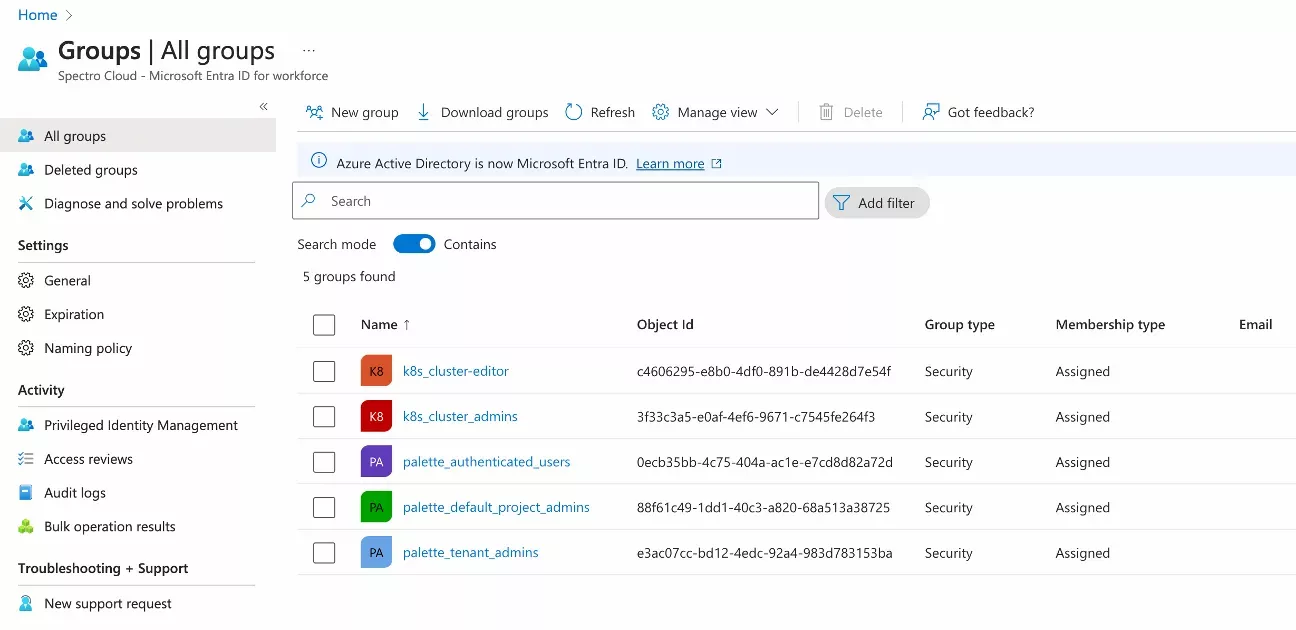 Home >
Groups | All groups ...
Spectro Cloud - Microsoft Entra ID for workforce
«
All groups
Deleted groups
Diagnose and solve problems
Settings
General
Expiration
Naming policy
Activity
Privileged Identity Management
Access reviews
Audit logs
Bulk operation results
Troubleshooting + Support
New support request
New group Download groups Refresh Manage view Delete Got feedback?
Azure Active Directory is now Microsoft Entra ID. Learn more
Search Add filter
Search mode Contains
5 groups found
Name ↑ Object Id Group type Membership type Email
K8 k8s_cluster-editor c4606295-e8b0-4df0-891b-de4428d7e54f Security Assigned
K8 k8s_cluster_admins 3f33c3a5-e0af-4ef6-9671-c7545fe264f3 Security Assigned
PA palette_authenticated_users 0ecb35bb-4c75-404a-ac1e-e7cd8d82a72d Security Assigned
PA palette_default_project_admins 88f61c49-1dd1-40c3-a820-68a513a38725 Security Assigned
PA palette_tenant_admins e3ac07cc-bd12-4edc-92a4-983d783153ba Security Assigned